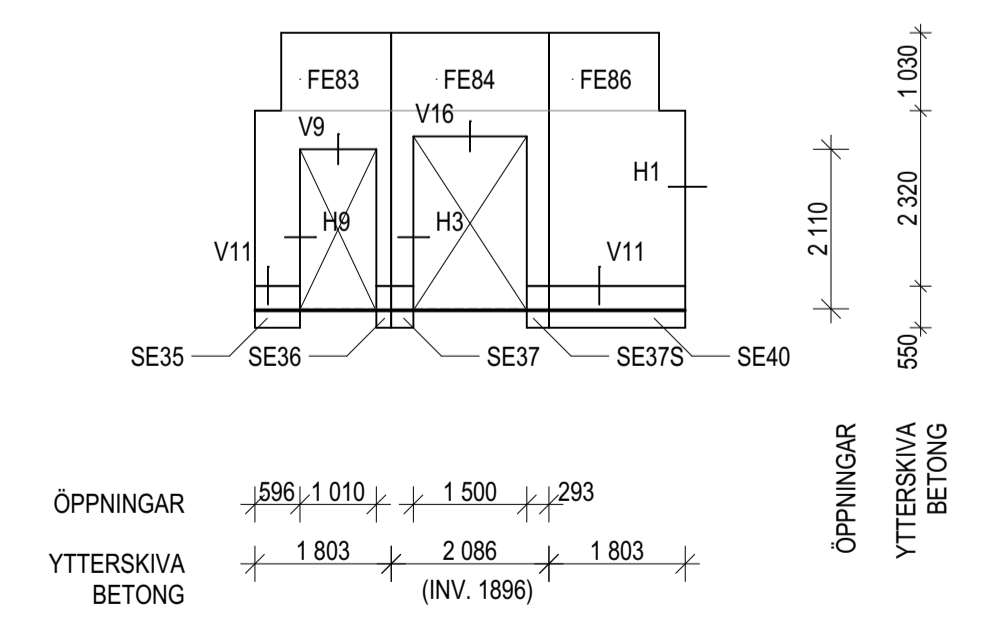 FE83
FE84
FE86
1 030
V9
V16
H1
2 320
2 110
H9
H3
V11
V11
SE35
SE36
SE37
SE37S
SE40
550
ÖPPNINGAR
YTTERSKIVA
BETONG
ÖPPNINGAR
596
1 010
1 500
293
YTTERSKIVA
BETONG
1 803
2 086
1 803
(INV. 1896)